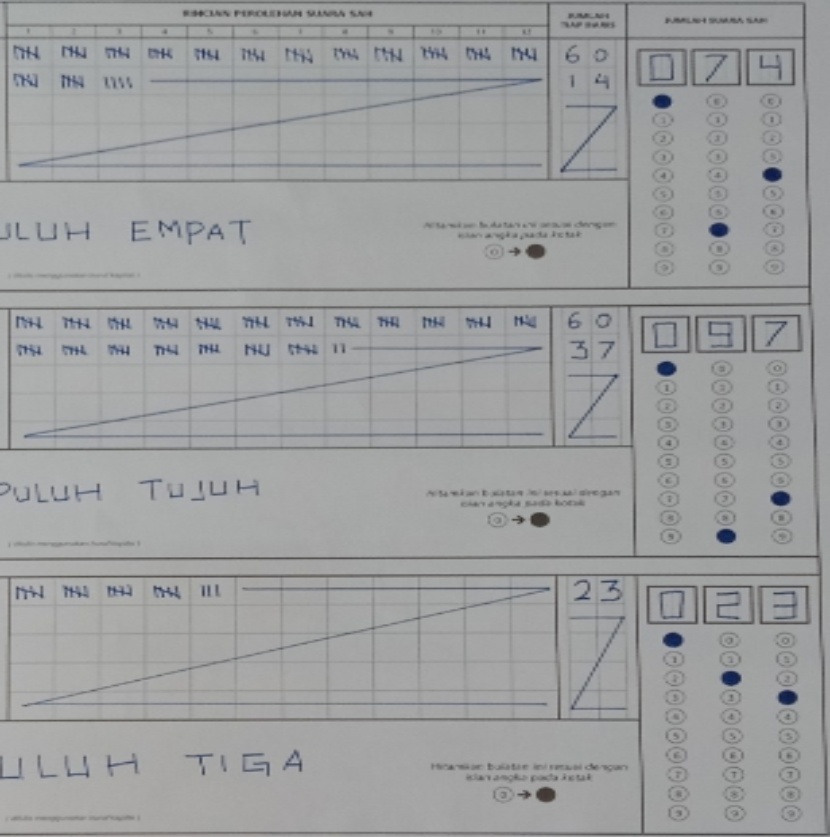 RINCIAN PEROLEHAN SUARA SAH
JUMLAH
TIAP BARIS
JUMLAH SUARA SAH
1 2 3 4 5 6 7 8 9 10 11 12
60
14
0 7 4
ULUH EMPAT
Hitamkan bulatan ini sesuai dengan
isian angka pada kotak
(ditulis menggunakan huruf kapital)
60
37
0 9 7
PULUH TUJUH
Hitamkan bulatan ini sesuai dengan
isian angka pada kotak
(ditulis menggunakan huruf kapital)
23
0 2 3
ULUH TIGA
Hitamkan bulatan ini sesuai dengan
isian angka pada kotak
(ditulis menggunakan huruf kapital)